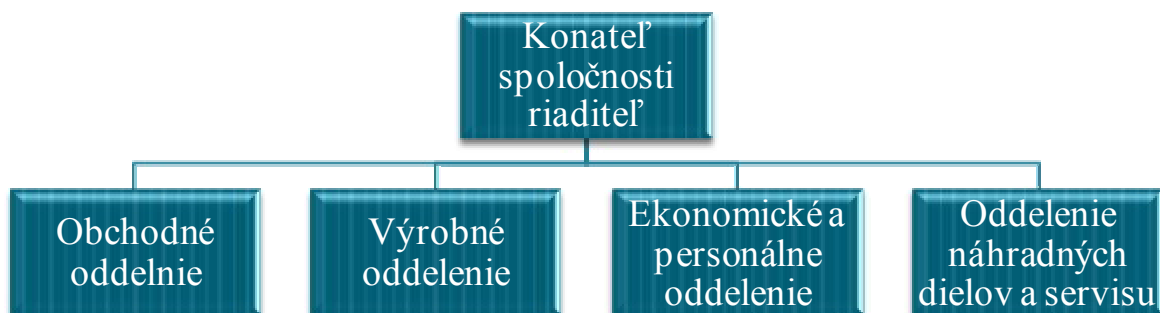 Konateľ
spoločnosti
riaditeľ
Obchodné
oddelnie
Výrobné
oddelenie
Ekonomické a
personálne
oddelenie
Oddelenie
náhradných
dielov a servisu